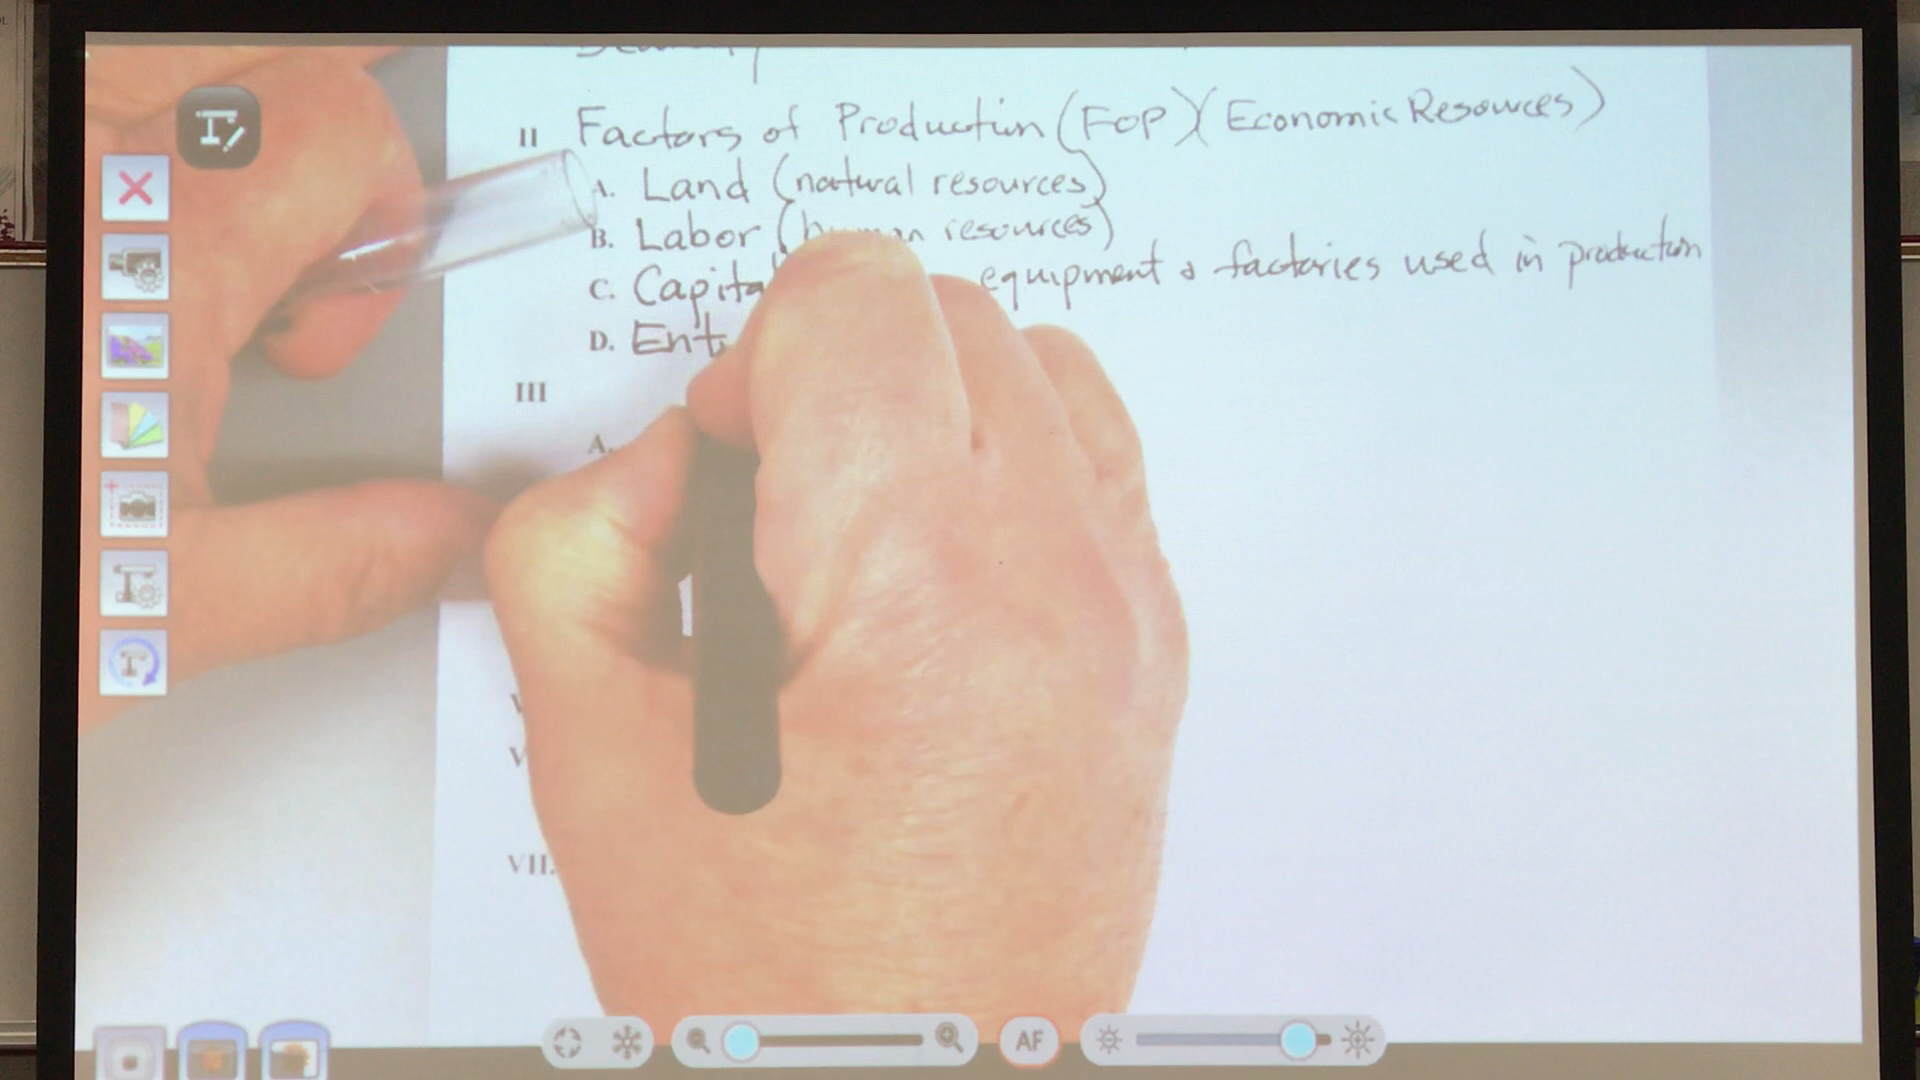 II Factors of Production (FOP) (Economic Resources)
A. Land (natural resources)
B. Labor (human resources)
C. Capital equipment & factories used in production
D. Ent
III
A.
V
V
VII.
AF